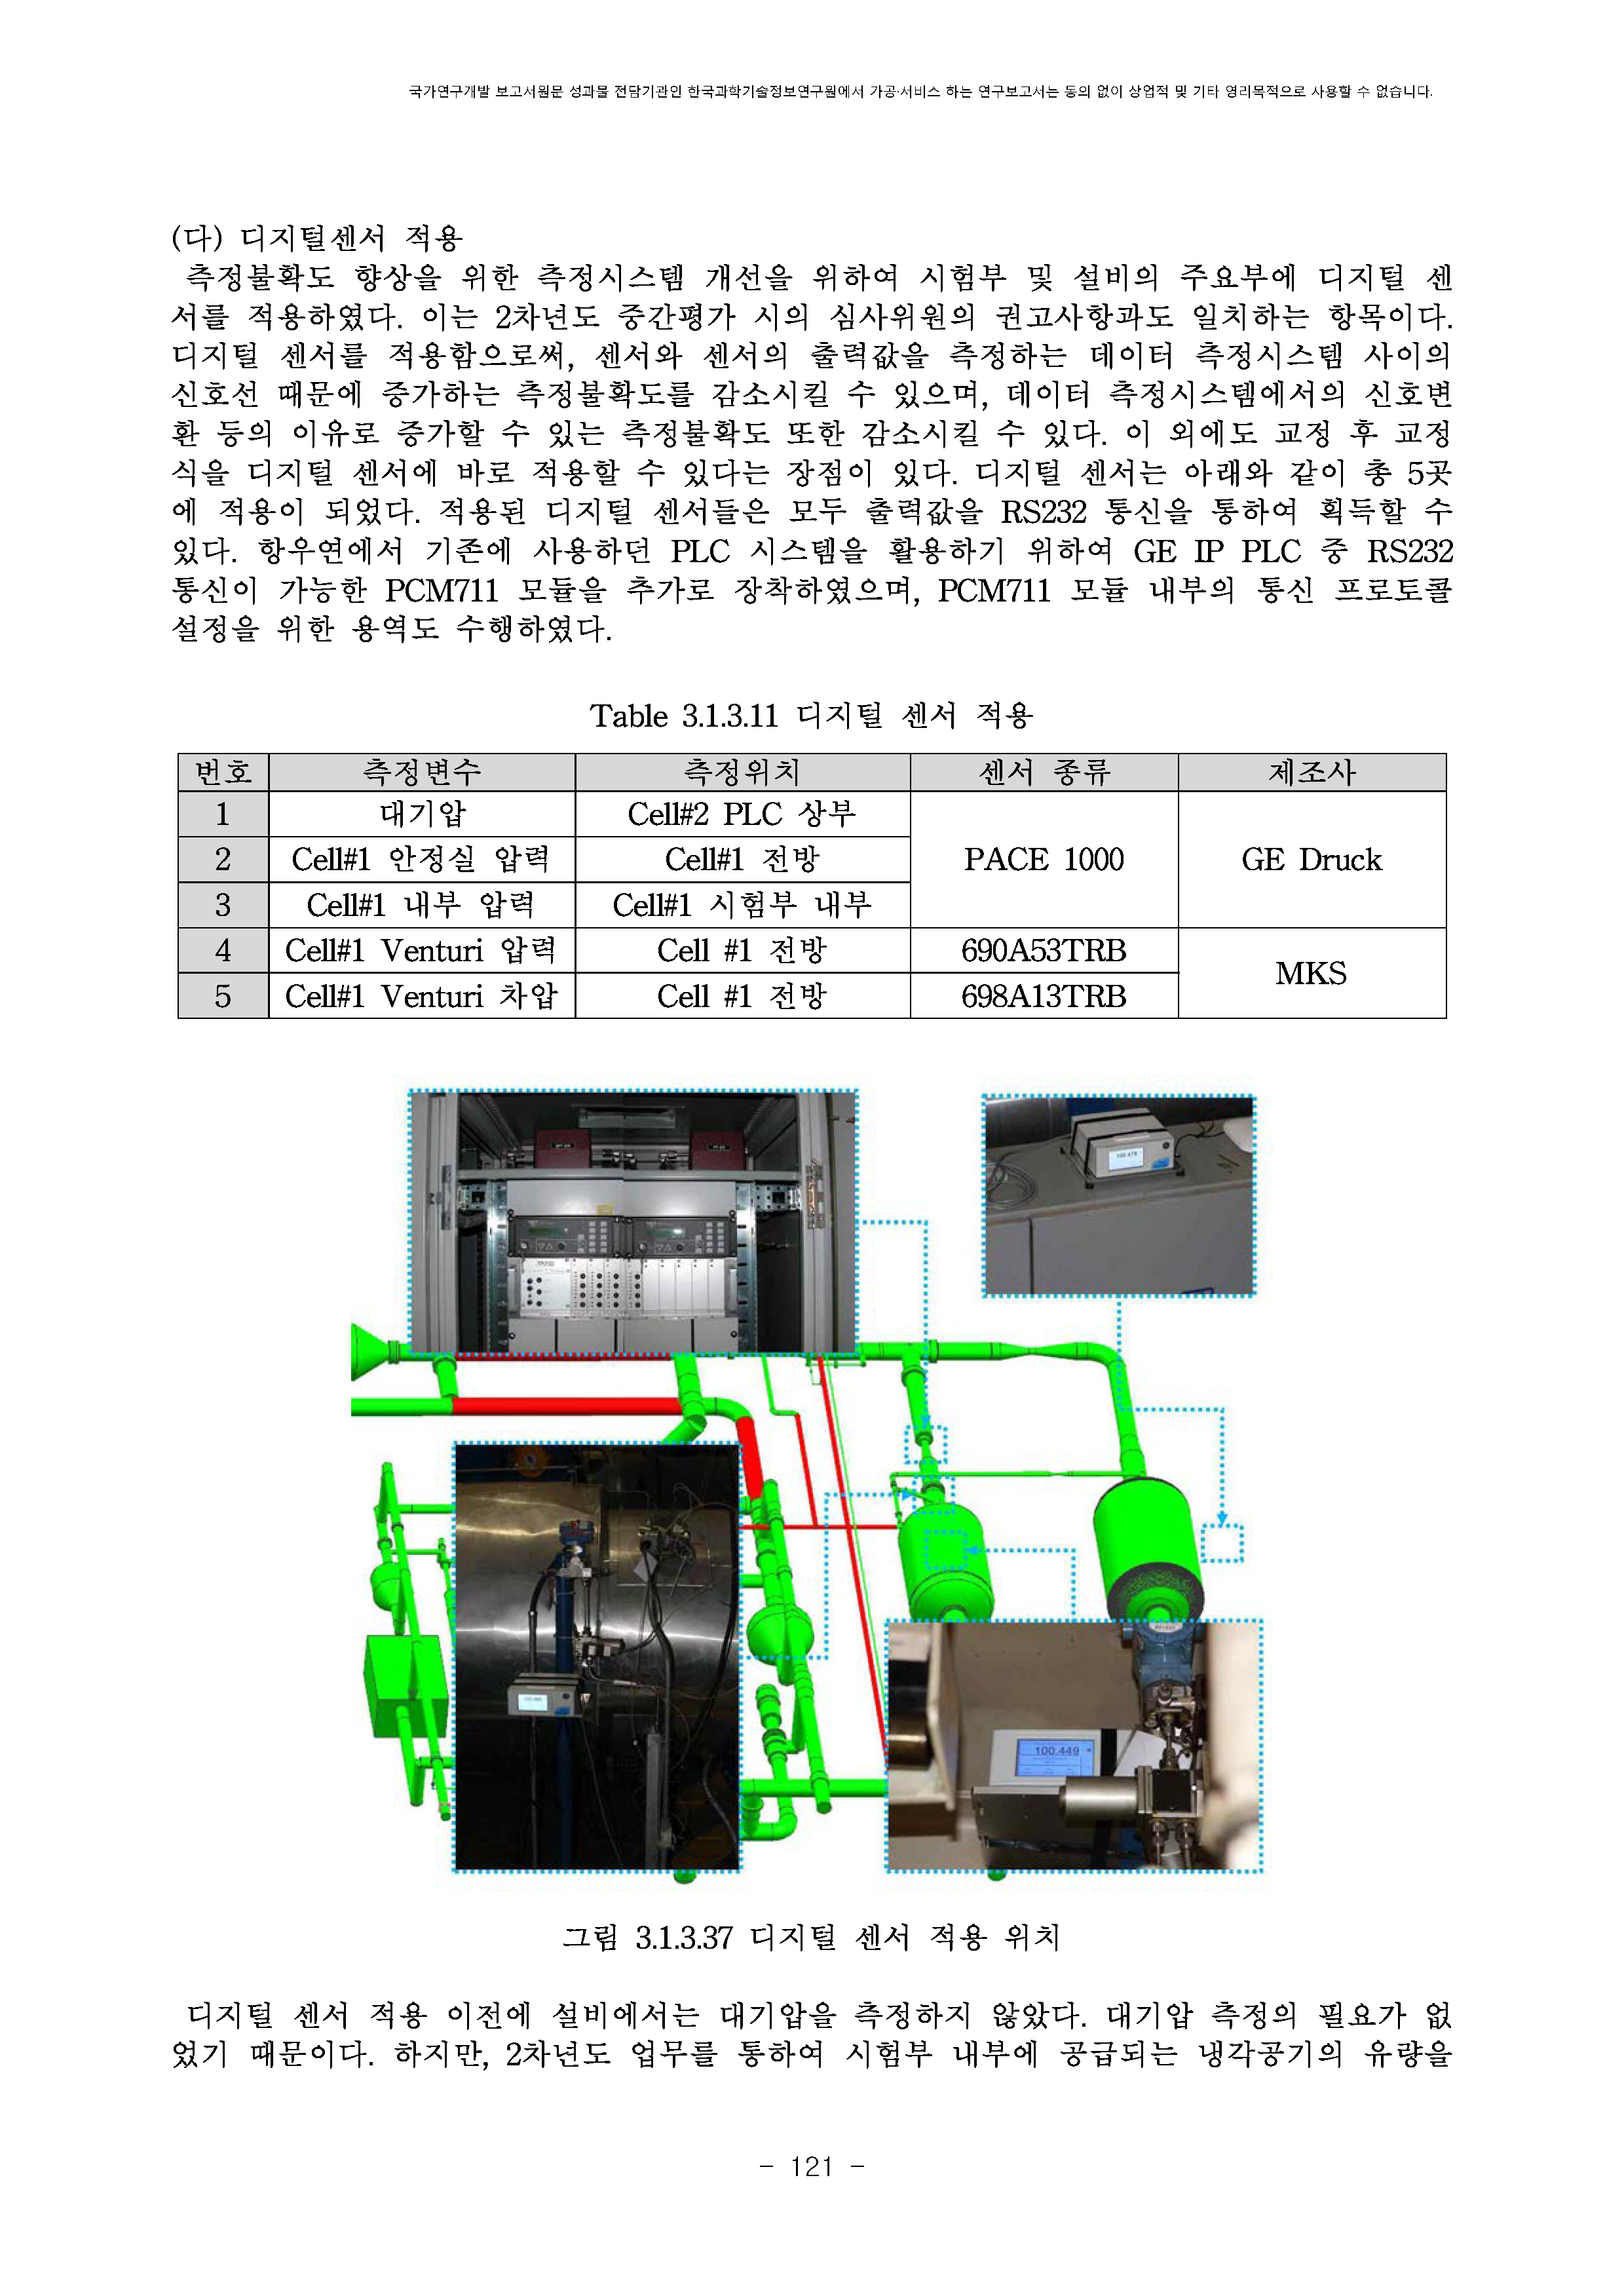 국가연구개발 보고서원문 성과물 전담기관인 한국과학기술정보연구원에서 가공·서비스 하는 연구보고서는 동의 없이 상업적 및 기타 영리목적으로 사용할 수 없습니다.
(다) 디지털센서 적용
측정불확도 향상을 위한 측정시스템 개선을 위하여 시험부 및 설비의 주요부에 디지털 센
서를 적용하였다. 이는 2차년도 중간평가 시의 심사위원의 권고사항과도 일치하는 항목이다.
디지털 센서를 적용함으로써, 센서와 센서의 출력값을 측정하는 데이터 측정시스템 사이의
신호선 때문에 증가하는 측정불확도를 감소시킬 수 있으며, 데이터 측정시스템에서의 신호변
환 등의 이유로 증가할 수 있는 측정불확도 또한 감소시킬 수 있다. 이 외에도 교정 후 교정
식을 디지털 센서에 바로 적용할 수 있다는 장점이 있다. 디지털 센서는 아래와 같이 총 5곳
에 적용이 되었다. 적용된 디지털 센서들은 모두 출력값을 RS232 통신을 통하여 획득할 수
있다. 항우연에서 기존에 사용하던 PLC 시스템을 활용하기 위하여 GE IP PLC 중 RS232
통신이 가능한 PCM711 모듈을 추가로 장착하였으며, PCM711 모듈 내부의 통신 프로토콜
설정을 위한 용역도 수행하였다.
Table 3.1.3.11 디지털 센서 적용
번호 측정변수 측정위치 센서 종류 제조사
1 대기압 Cell#2 PLC 상부
2 Cell#1 안정실 압력 Cell#1 전방 PACE 1000 GE Druck
3 Cell#1 내부 압력 Cell#1 시험부 내부
4 Cell#1 Venturi 압력 Cell #1 전방 690A53TRB
MKS
5 Cell#1 Venturi 차압 Cell #1 전방 698A13TRB
100.449
그림 3.1.3.37 디지털 센서 적용 위치
디지털 센서 적용 이전에 설비에서는 대기압을 측정하지 않았다. 대기압 측정의 필요가 없
었기 때문이다. 하지만, 2차년도 업무를 통하여 시험부 내부에 공급되는 냉각공기의 유량을
- 121 -